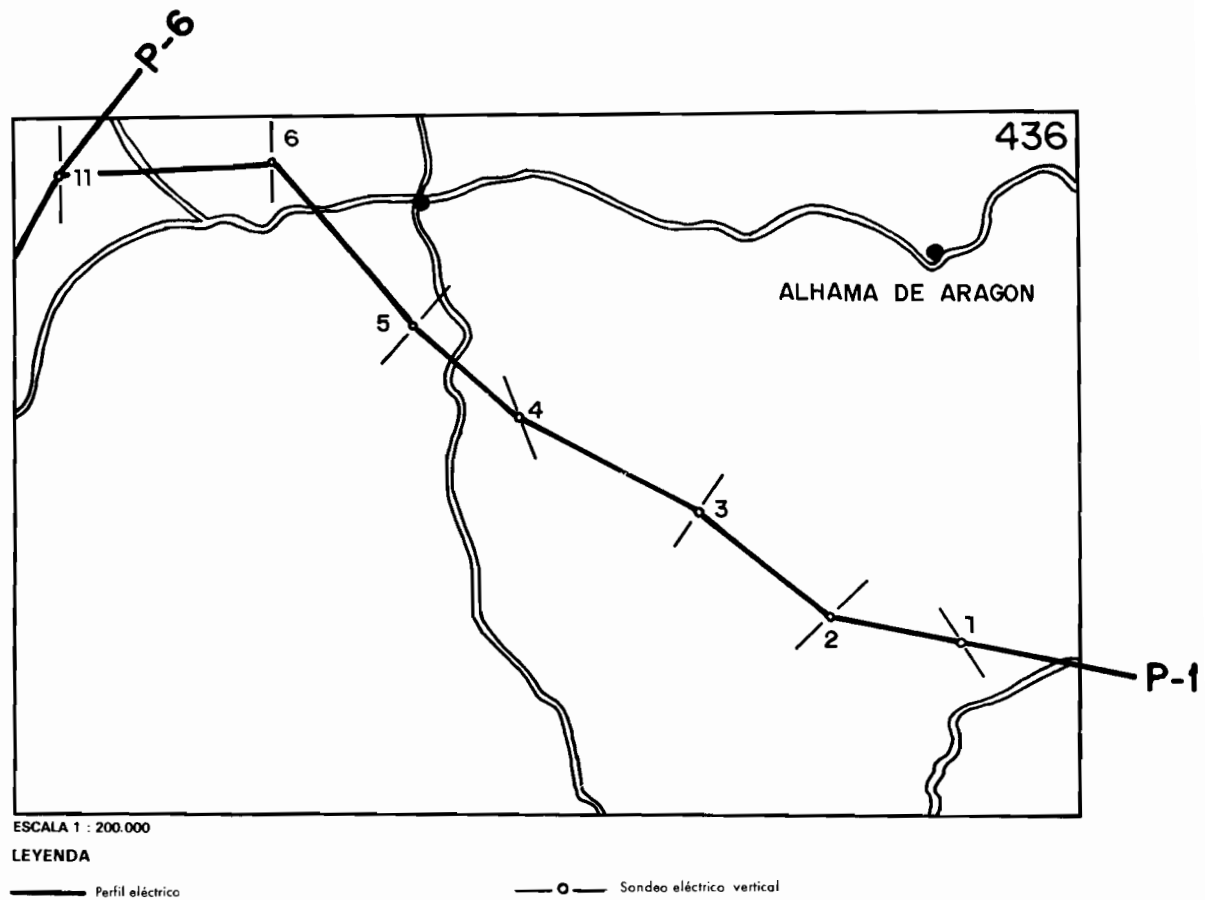 P-6
436
6
11
ALHAMA DE ARAGON
5
4
3
2
1
P-1
ESCALA 1 : 200.000
LEYENDA
Perfil eléctrico
Sondeo eléctrico vertical